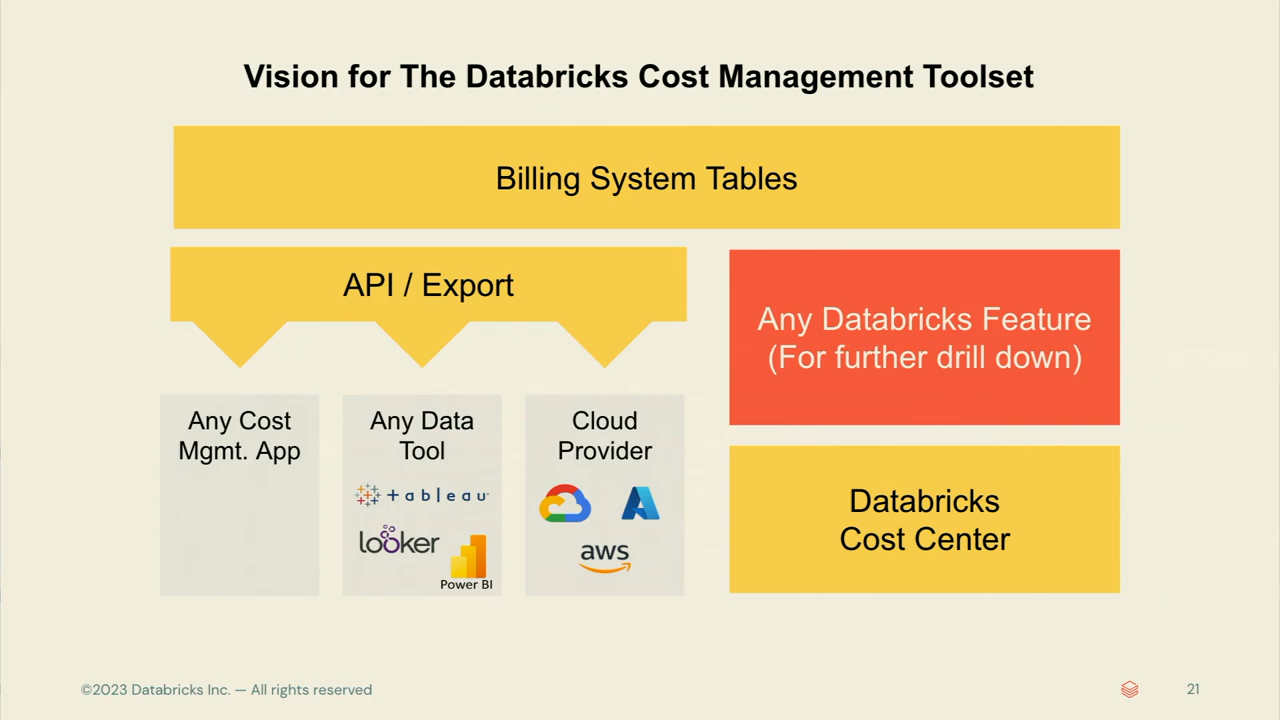 Vision for The Databricks Cost Management Toolset
Billing System Tables
API / Export
Any Databricks Feature
(For further drill down)
Any Cost
Mgmt. App
Any Data
Tool
+ a b | e a u
looker
Power BI
Cloud
Provider
aws
Databricks
Cost Center
©2023 Databricks Inc. — All rights reserved
21